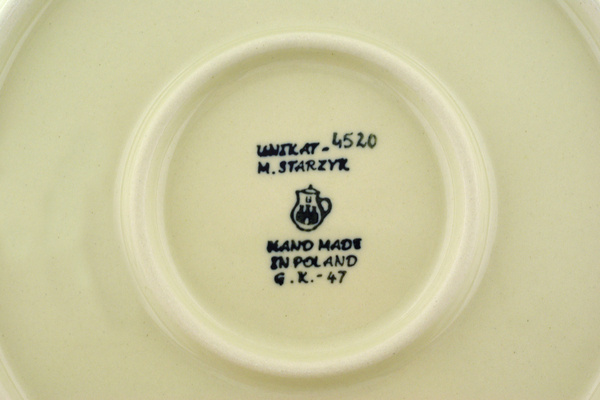 UNIKAT - 4520
M. STARZYK
U
HAND MADE
IN POLAND
G. K. - 47